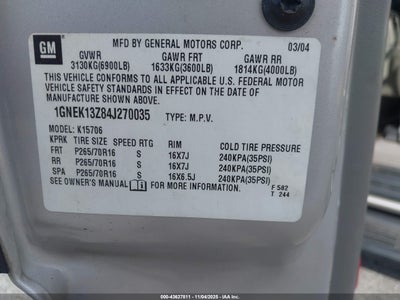 GM
MFD BY GENERAL MOTORS CORP. 03/04
GVWR GAWR FRT GAWR RR
3130KG(6900LB) 1633KG(3600LB) 1814KG(4000LB)
THIS VEHICLE CONFORMS TO ALL APPLICABLE U.S. FEDERAL MOTOR
VEHICLE SAFETY STANDARDS IN EFFECT ON THE DATE OF
MANUFACTURE SHOWN ABOVE.
1GNEK13Z84J270035 TYPE: M.P.V.
MODEL: K15706
KPRK TIRE SIZE SPEED RTG RIM COLD TIRE PRESSURE
FRT P265/70R16 S 16X7J 240KPA(35PSI)
RR P265/70R16 S 16X7J 240KPA(35PSI)
SPA P265/70R16 S 16X6.5J 240KPA(35PSI)
SEE OWNER'S MANUAL FOR MORE INFORMATION
F 582
T 244
000-43637811 - 11/04/2025 -